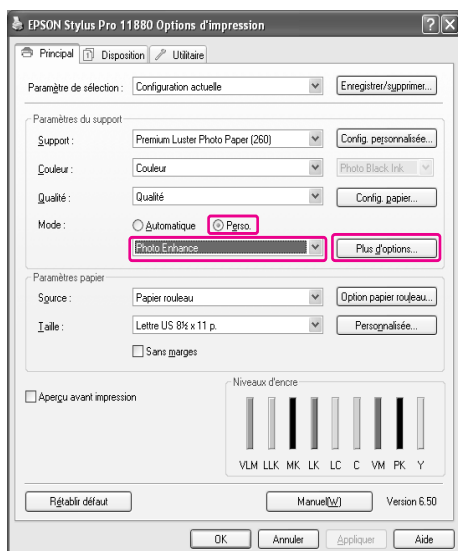 EPSON Stylus Pro 11880 Options d'impression
Principal Disposition Utilitaire
Paramètre de sélection : Configuration actuelle Enregistrer/supprimer...
Paramètres du support
Support : Premium Luster Photo Paper (260) Config. personnalisée...
Couleur : Couleur Photo Black Ink
Qualité : Qualité Config. papier...
Mode : Automatique Perso.
Photo Enhance Plus d'options...
Paramètres papier
Source : Papier rouleau Option papier rouleau...
Taille : Lettre US 8½ x 11 p. Personnalisée...
Sans marges
Aperçu avant impression
Niveaux d'encre
VLM LLK MK LK LC C VM PK Y
Rétablir défaut Manuel(W) Version 6.50
OK Annuler Appliquer Aide